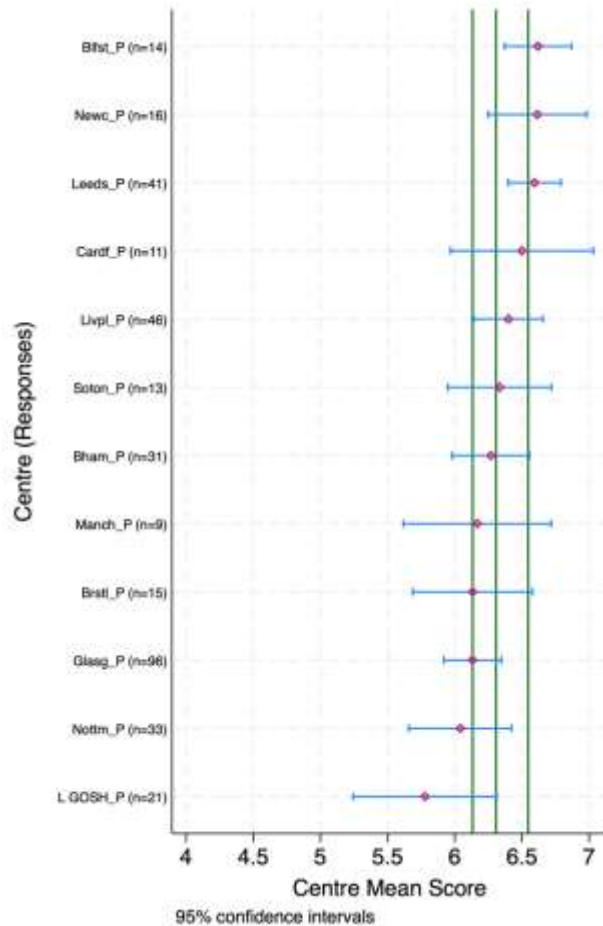 Blfst_P (n=14)
Newc_P (n=16)
Leeds_P (n=41)
Cardf_P (n=11)
Livpl_P (n=46)
Soton_P (n=13)
Bham_P (n=31)
Manch_P (n=9)
Brstl_P (n=15)
Glasg_P (n=96)
Nottm_P (n=33)
L GOSH_P (n=21)
Centre (Responses)
4 4.5 5 5.5 6 6.5 7
Centre Mean Score
95% confidence intervals